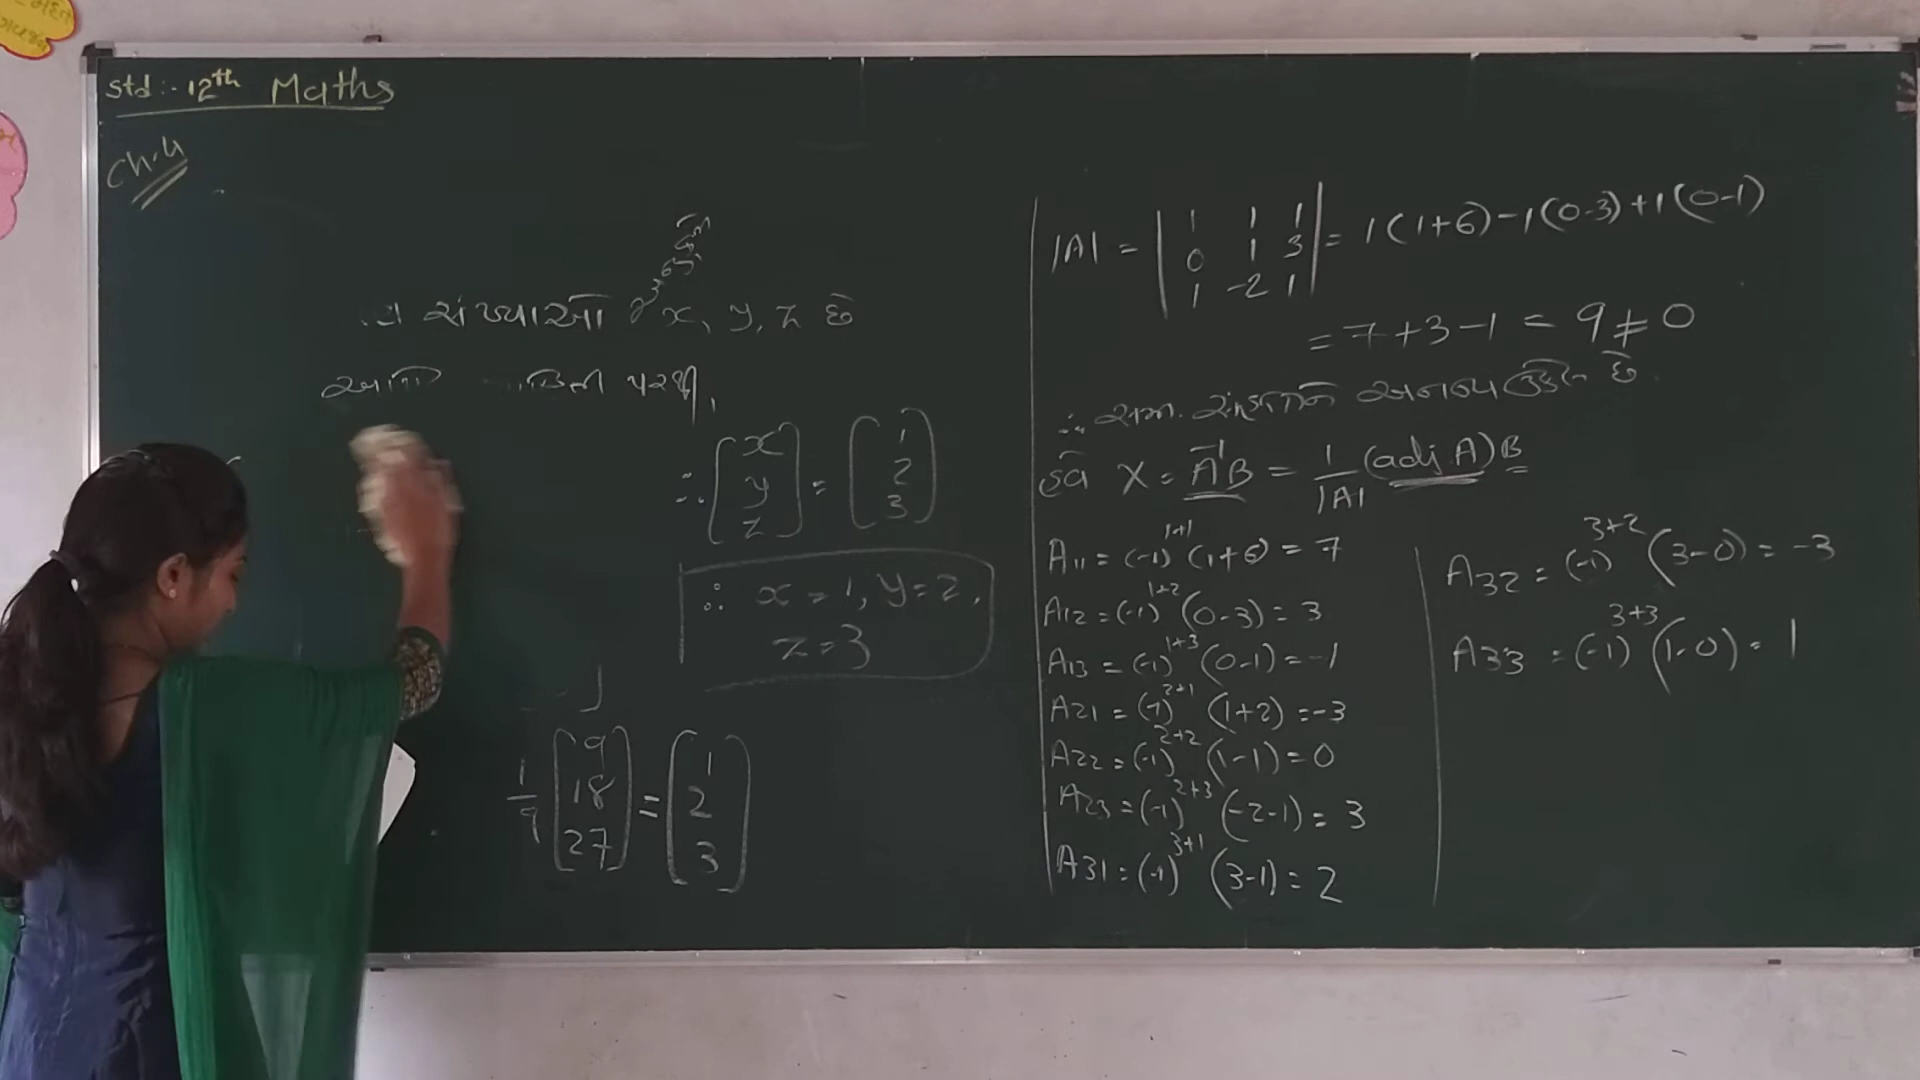 Std :- 12th Maths
Ch.4
સંખ્યાઓ x, y, z છે
પરથી,
∴ [x y z] = [1 2 3]
∴ x = 1, y = 2,
z = 3
1/9 [9 18 27] = [1 2 3]
|A| = |1 1 1
0 1 3
1 -2 1| = 1(1+6) - 1(0-3) + 1(0-1)
= 7 + 3 - 1 = 9 ≠ 0
∴ સમ. સંહતિને અનન્ય ઉકેલ છે.
હવે X = A⁻¹B = 1/|A| (adj A) B
A11 = (-1)^1+1 (1+6) = 7
A12 = (-1)^1+2 (0-3) = 3
A13 = (-1)^1+3 (0-1) = -1
A21 = (-1)^2+1 (1+2) = -3
A22 = (-1)^2+2 (1-1) = 0
A23 = (-1)^2+3 (-2-1) = 3
A31 = (-1)^3+1 (3-1) = 2
A32 = (-1)^3+2 (3-0) = -3
A33 = (-1)^3+3 (1-0) = 1